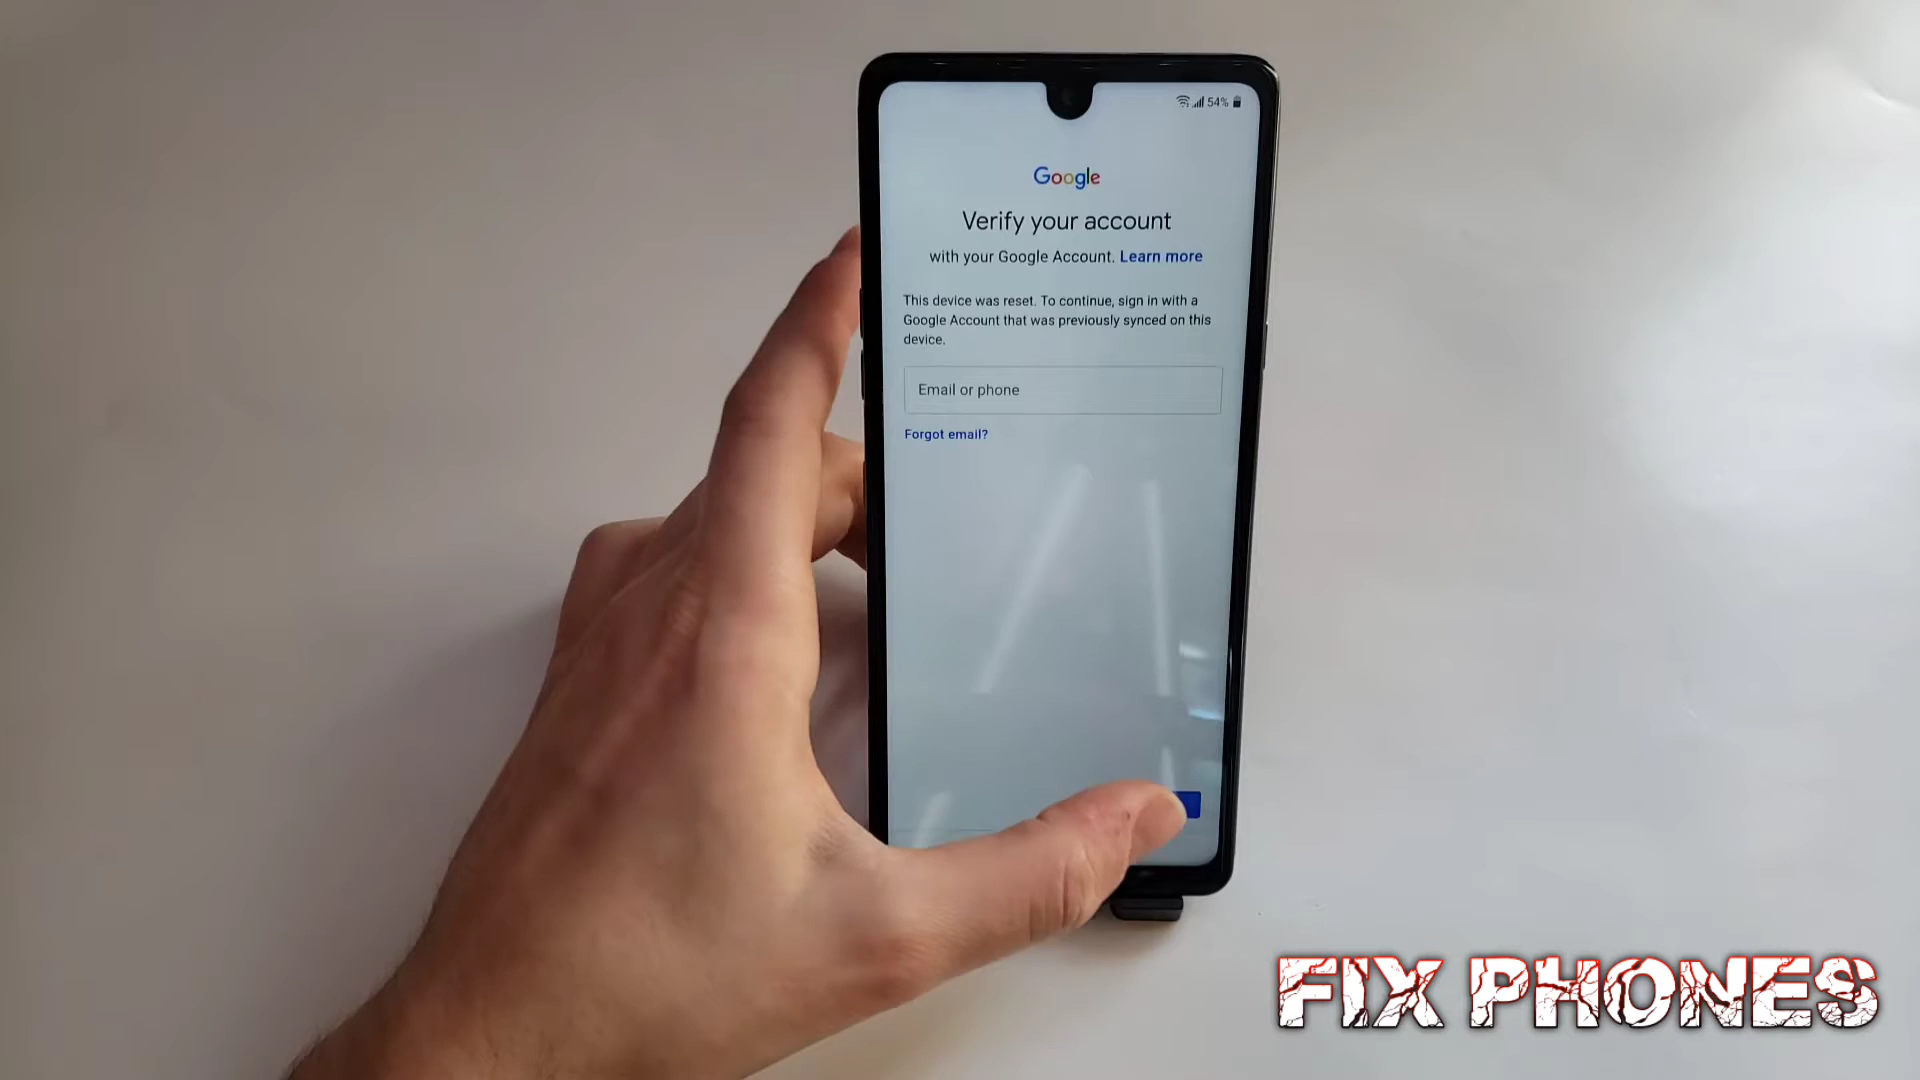 54%
Google
Verify your account
with your Google Account. Learn more
This device was reset. To continue, sign in with a
Google Account that was previously synced on this
device.
Email or phone
Forgot email?
FIX PHONES